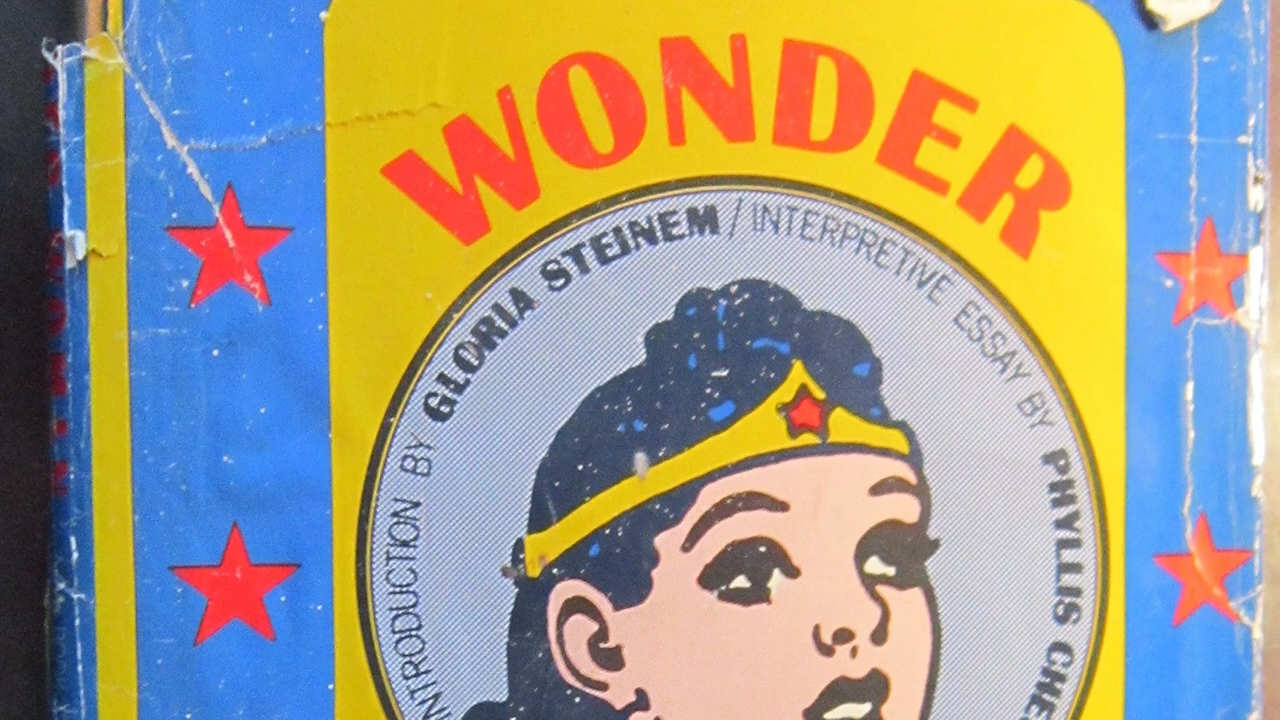 WONDER
INTRODUCTION BY GLORIA STEINEM / INTERPRETIVE ESSAY BY PHYLLIS CHE